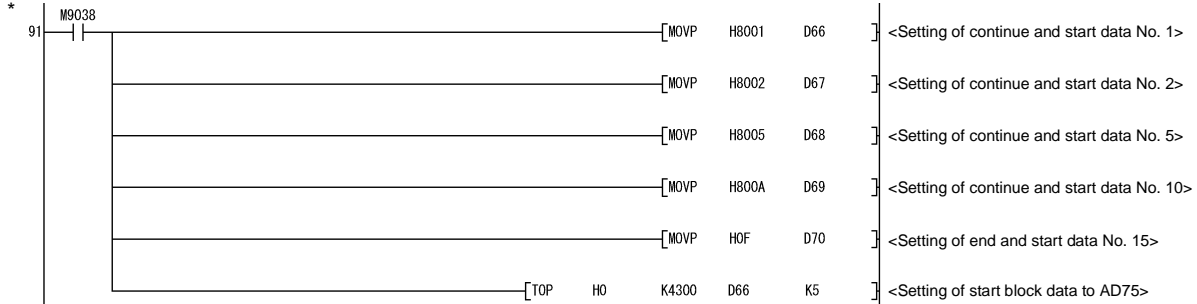 *
M9038
91 [MOVP H8001 D66 ] <Setting of continue and start data No. 1>
[MOVP H8002 D67 ] <Setting of continue and start data No. 2>
[MOVP H8005 D68 ] <Setting of continue and start data No. 5>
[MOVP H800A D69 ] <Setting of continue and start data No. 10>
[MOVP H0F D70 ] <Setting of end and start data No. 15>
[TOP H0 K4300 D66 K5 ] <Setting of start block data to AD75>